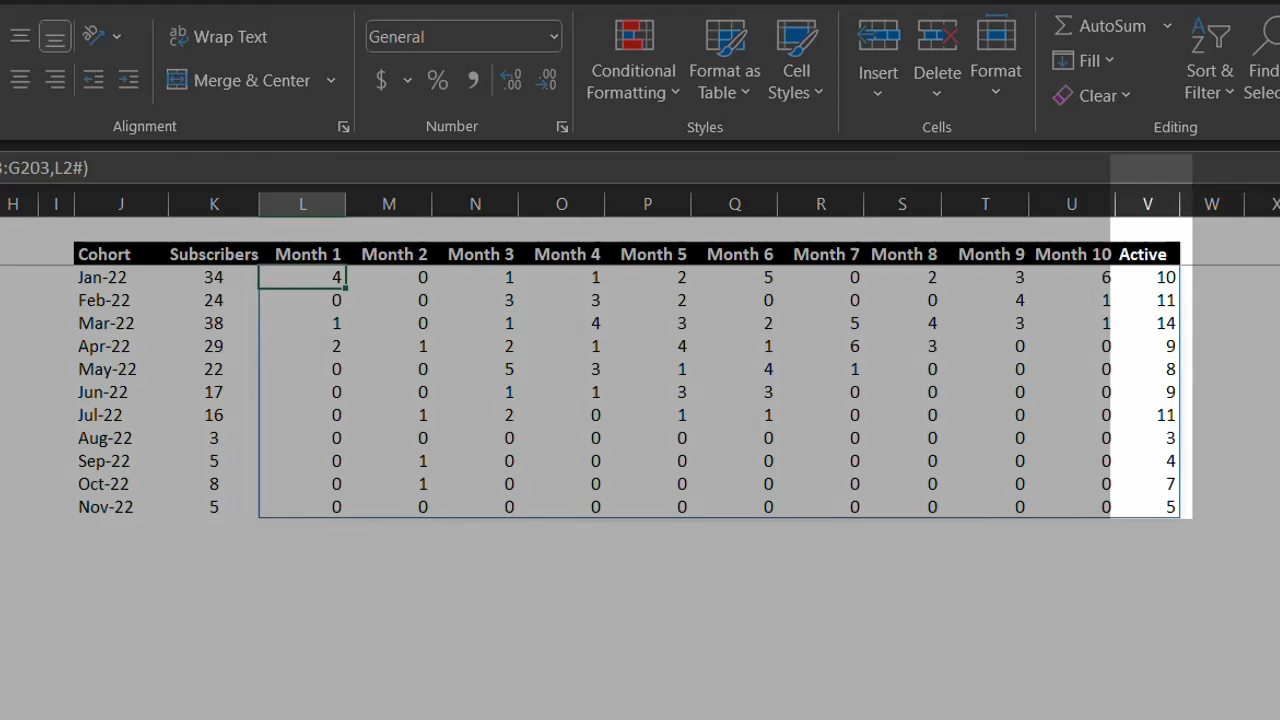 Wrap Text
General
AutoSum
Merge & Center
$ % , .00
Conditional Formatting
Format as Table
Cell Styles
Insert
Delete
Format
Fill
Clear
Sort & Filter
Find
Selec
Alignment
Number
Styles
Cells
Editing
:G203,L2#)
H I J K L M N O P Q R S T U V W X
Cohort Subscribers Month 1 Month 2 Month 3 Month 4 Month 5 Month 6 Month 7 Month 8 Month 9 Month 10 Active
Jan-22 34 4 0 1 1 2 5 0 2 3 6 10
Feb-22 24 0 0 3 3 2 0 0 0 4 1 11
Mar-22 38 1 0 1 4 3 2 5 4 3 1 14
Apr-22 29 2 1 2 1 4 1 6 3 0 0 9
May-22 22 0 0 5 3 1 4 1 0 0 0 8
Jun-22 17 0 0 1 1 3 3 0 0 0 0 9
Jul-22 16 0 1 2 0 1 1 0 0 0 0 11
Aug-22 3 0 0 0 0 0 0 0 0 0 0 3
Sep-22 5 0 1 0 0 0 0 0 0 0 0 4
Oct-22 8 0 1 0 0 0 0 0 0 0 0 7
Nov-22 5 0 0 0 0 0 0 0 0 0 0 5